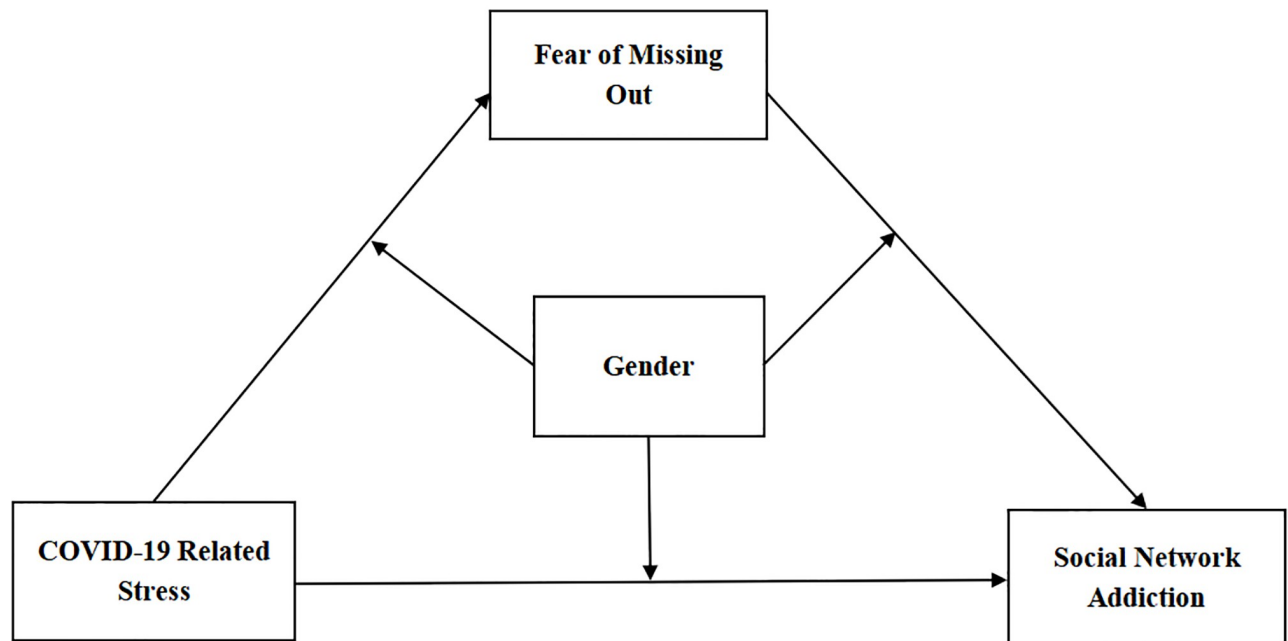 Fear of Missing
Out
Gender
COVID-19 Related
Stress
Social Network
Addiction